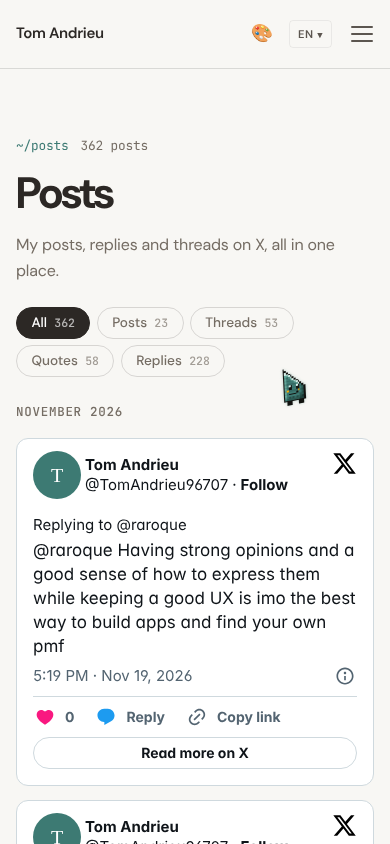 Tom Andrieu
EN ▾
~/posts 362 posts
Posts
My posts, replies and threads on X, all in one
place.
All 362 Posts 23 Threads 53
Quotes 58 Replies 228
NOVEMBER 2026
T
Tom Andrieu
@TomAndrieu96707 · Follow
Replying to @raroque
@raroque Having strong opinions and a
good sense of how to express them
while keeping a good UX is imo the best
way to build apps and find your own
pmf
5:19 PM · Nov 19, 2026
0 Reply Copy link
Read more on X
T
Tom Andrieu
@TomAndrieu96707 · Follow